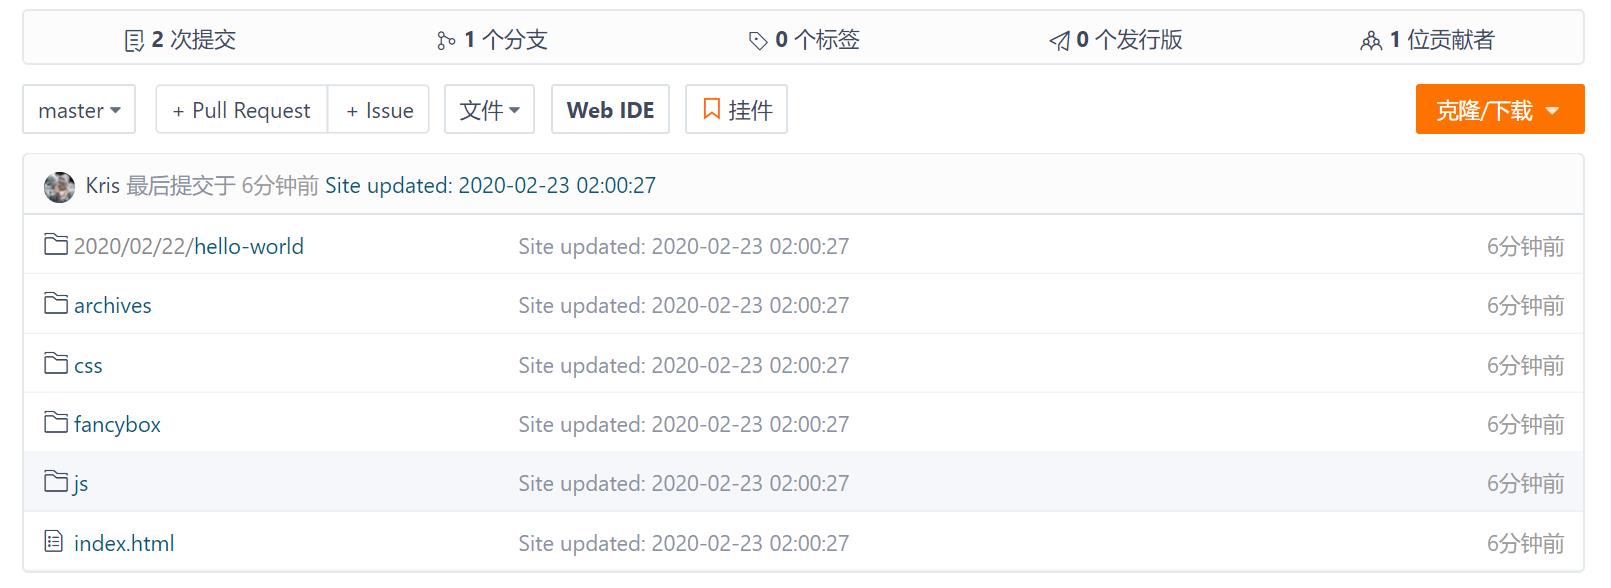 2 次提交 1 个分支 0 个标签 0 个发行版 1 位贡献者
master + Pull Request + Issue 文件 Web IDE 挂件 克隆/下载
Kris 最后提交于 6分钟前 Site updated: 2020-02-23 02:00:27
2020/02/22/hello-world Site updated: 2020-02-23 02:00:27 6分钟前
archives Site updated: 2020-02-23 02:00:27 6分钟前
css Site updated: 2020-02-23 02:00:27 6分钟前
fancybox Site updated: 2020-02-23 02:00:27 6分钟前
js Site updated: 2020-02-23 02:00:27 6分钟前
index.html Site updated: 2020-02-23 02:00:27 6分钟前